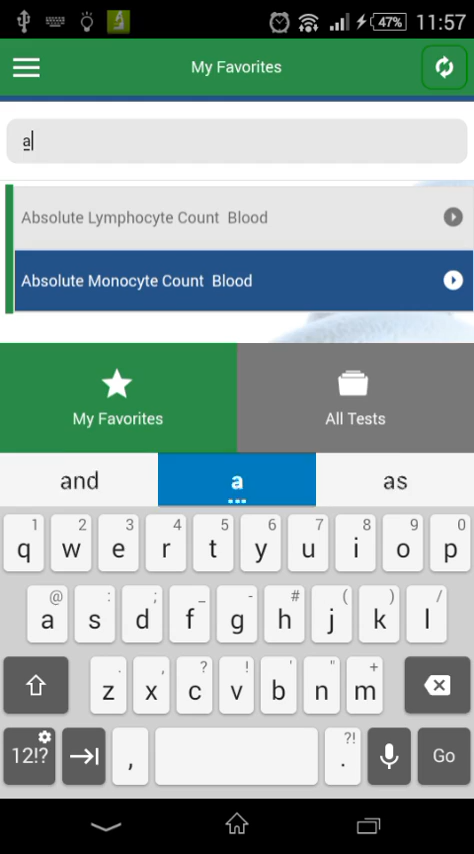 47% 11:57
My Favorites
a
Absolute Lymphocyte Count Blood
Absolute Monocyte Count Blood
My Favorites All Tests
and a as
1 2 3 4 5 6 7 8 9 0
q w e r t y u i o p
@ : ; _ - # ( ) /
a s d f g h j k l
. , ? ! ' " +
z x c v b n m
?!
12!? , . Go